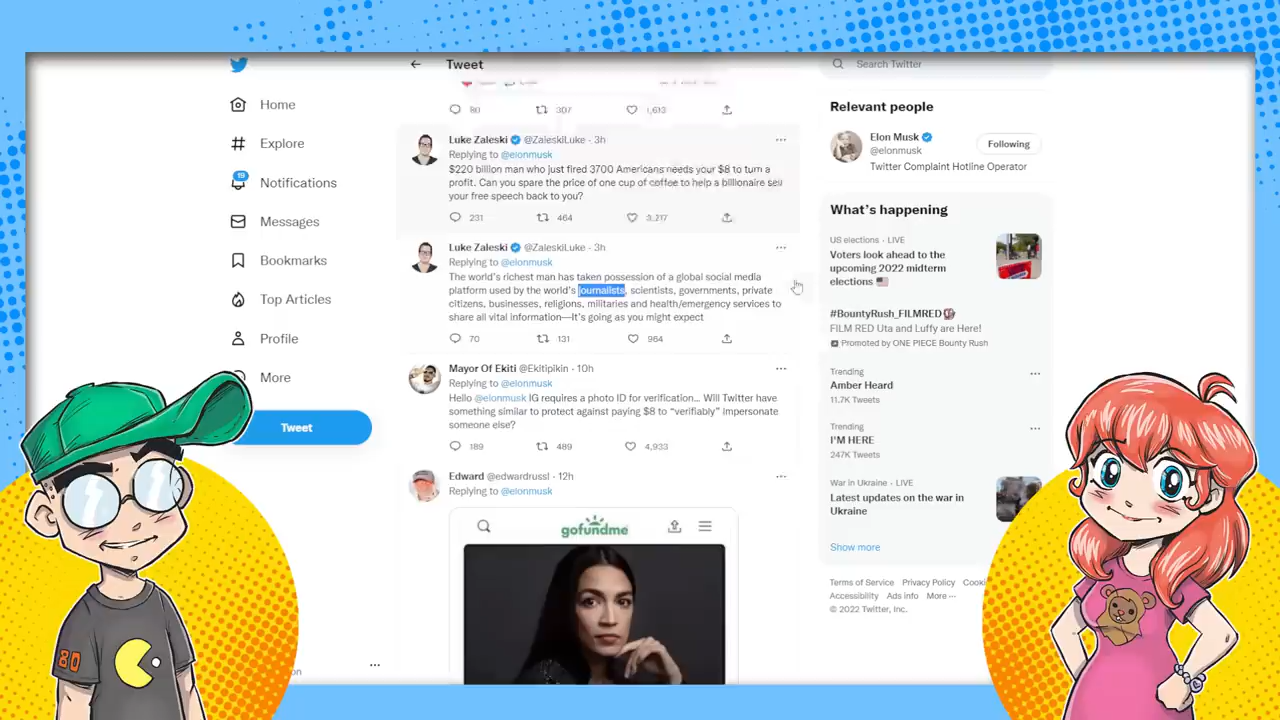 Tweet
Search Twitter
Home
Explore
19
Notifications
Messages
Bookmarks
Top Articles
Profile
More
Tweet
80 307 1,613
Luke Zaleski @ZaleskiLuke · 3h
Replying to @elonmusk
$220 billion man who just fired 3700 Americans needs your $8 to turn a
profit. Can you spare the price of one cup of coffee to help a billionaire sell
your free speech back to you?
231 464 3,217
Luke Zaleski @ZaleskiLuke · 3h
Replying to @elonmusk
The world's richest man has taken possession of a global social media
platform used by the world's journalists, scientists, governments, private
citizens, businesses, religions, militaries and health/emergency services to
share all vital information—It's going as you might expect
70 131 964
Mayor Of Ekiti @Ekitipikin · 10h
Replying to @elonmusk
Hello @elonmusk IG requires a photo ID for verification... Will Twitter have
something similar to protect against paying $8 to "verifiably" impersonate
someone else?
189 489 4,933
Edward @edwardrussl · 12h
Replying to @elonmusk
gofundme
Relevant people
Elon Musk
@elonmusk
Following
Twitter Complaint Hotline Operator
What's happening
US elections · LIVE
Voters look ahead to the
upcoming 2022 midterm
elections
#BountyRush_FILMRED
FILM RED Uta and Luffy are Here!
Promoted by ONE PIECE Bounty Rush
Trending
Amber Heard
11.7K Tweets
Trending
I'M HERE
247K Tweets
War in Ukraine · LIVE
Latest updates on the war in
Ukraine
Show more
Terms of Service Privacy Policy Cooki
Accessibility Ads info More ···
© 2022 Twitter, Inc.
80
on